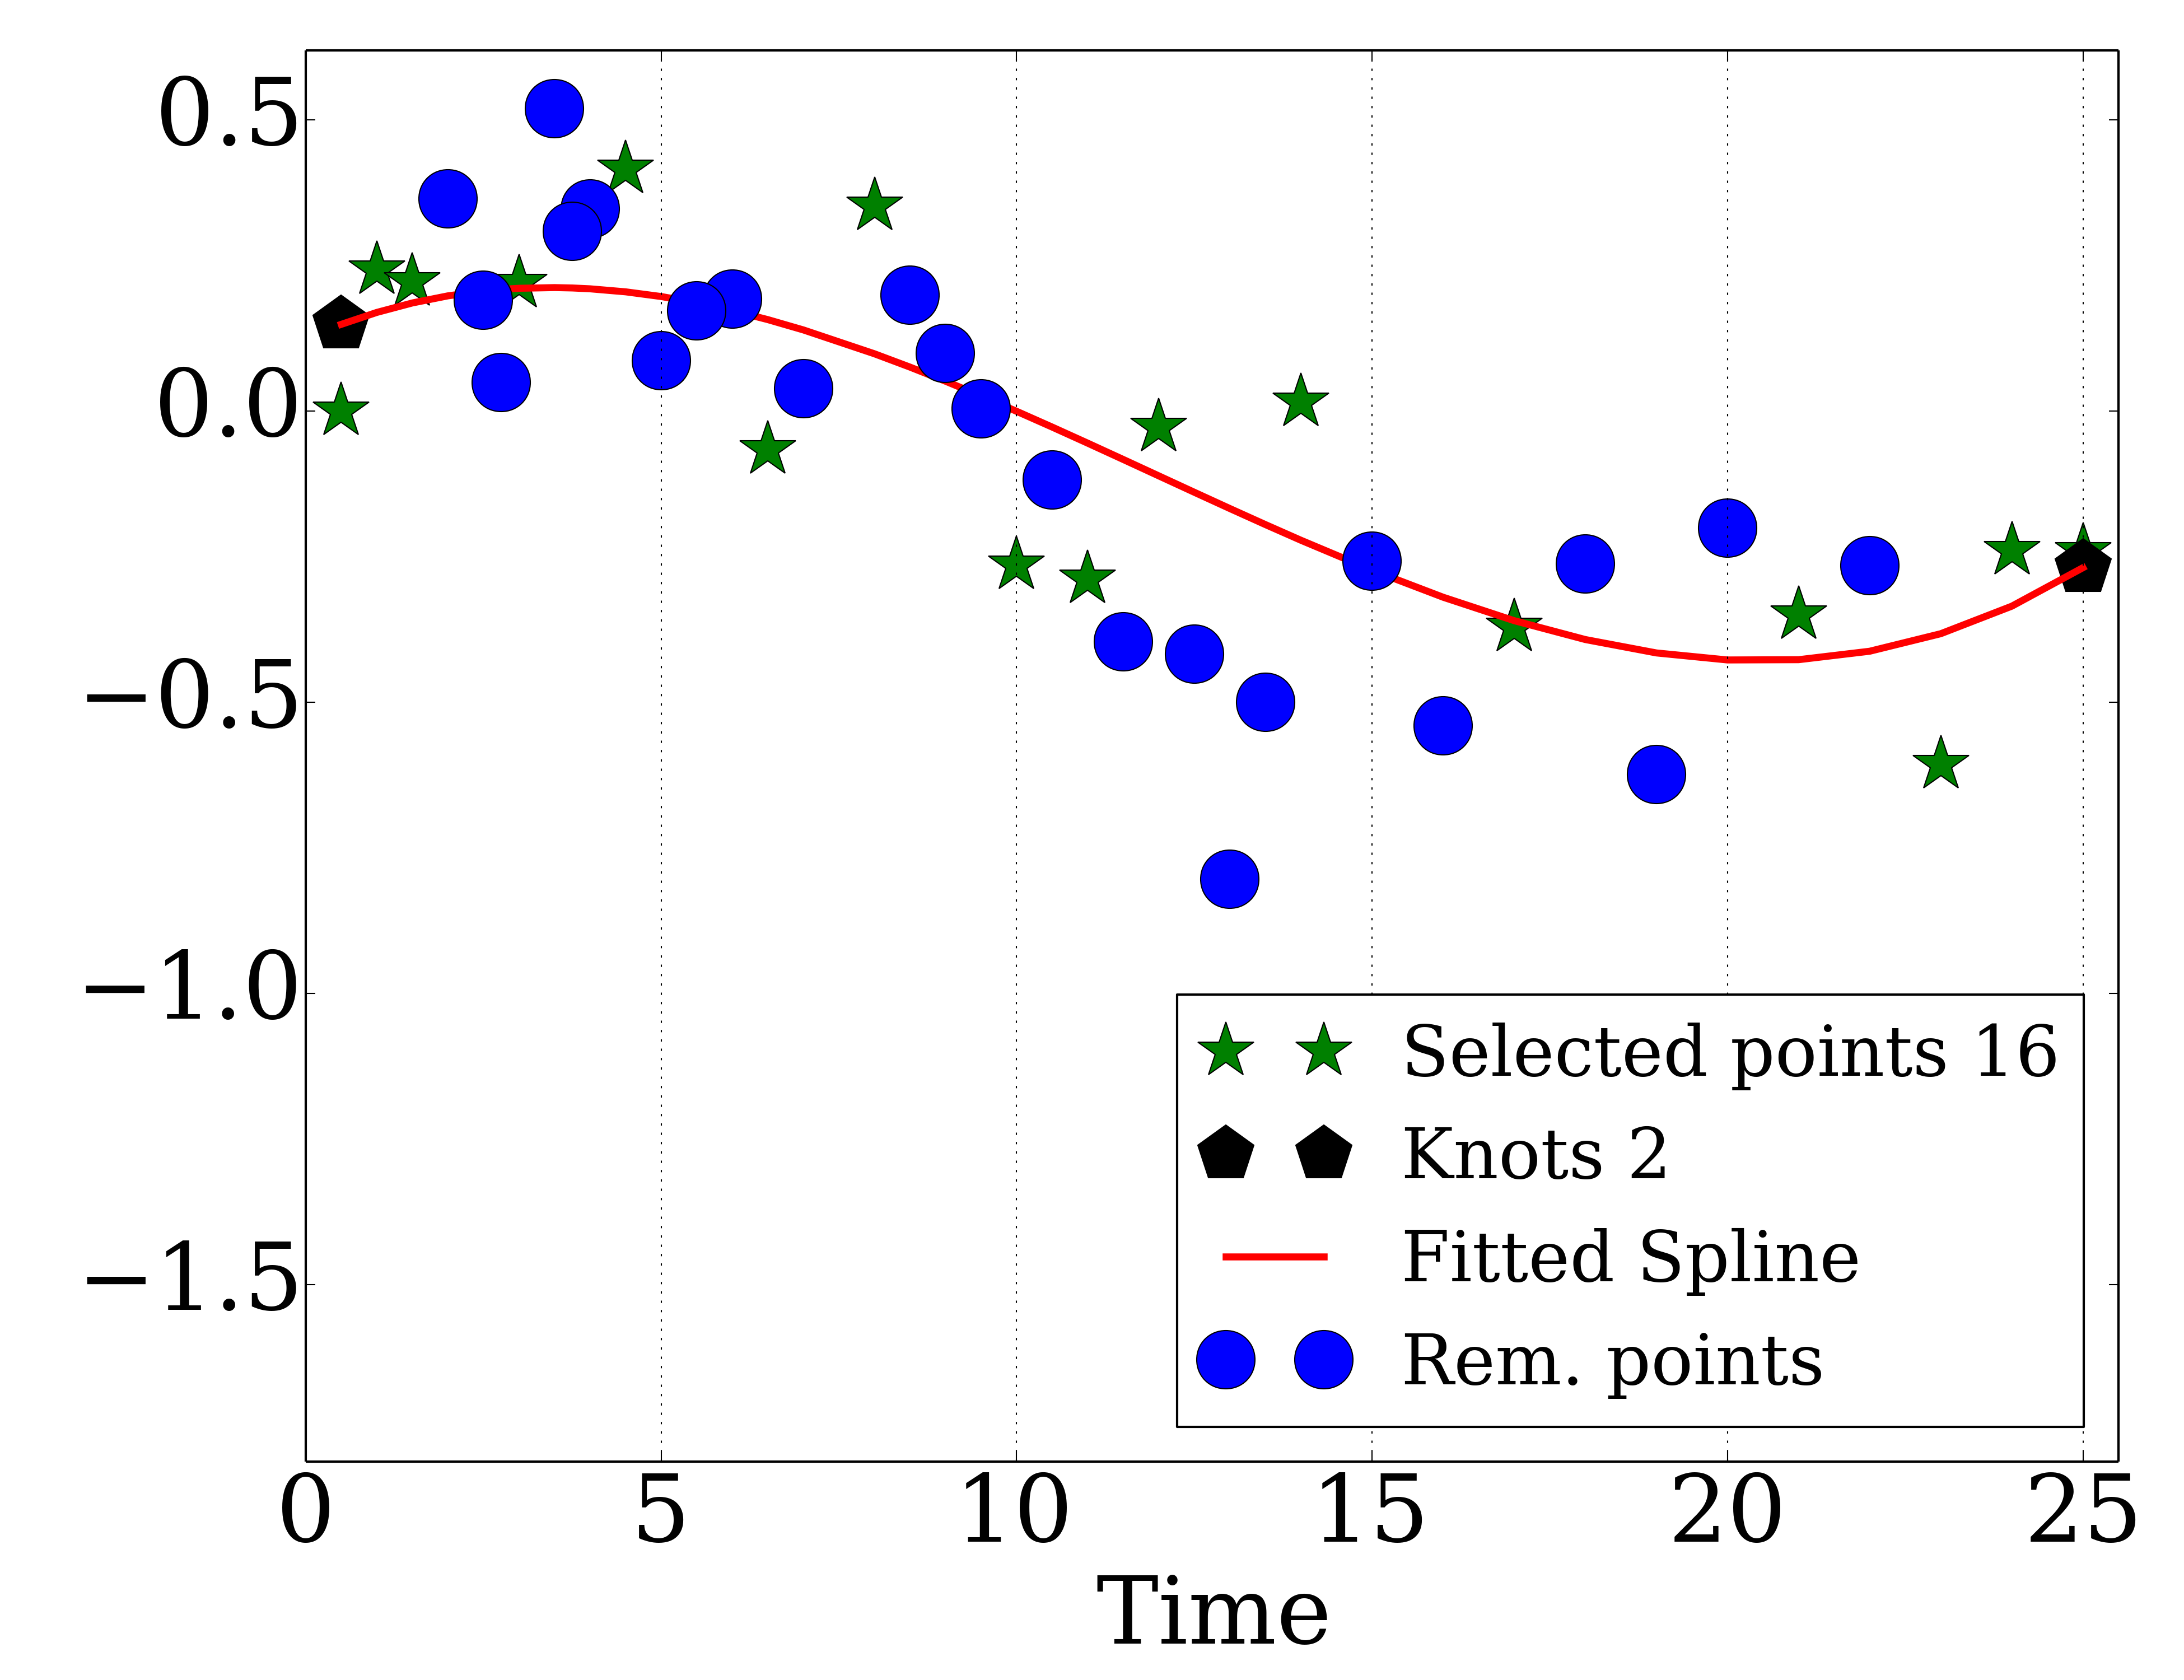 0.5
0.0
−0.5
−1.0
−1.5
Selected points 16
Knots 2
Fitted Spline
Rem. points
0 5 10 15 20 25
Time